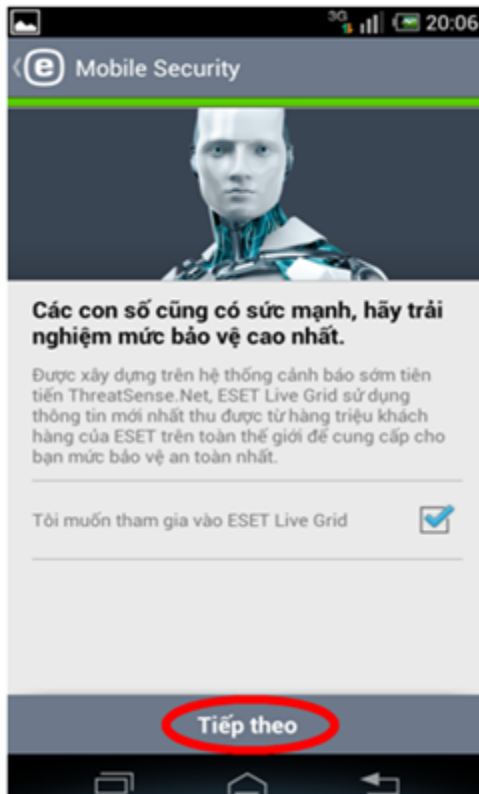 3G 20:06
e Mobile Security
Các con số cũng có sức mạnh, hãy trải
nghiệm mức bảo vệ cao nhất.
Được xây dựng trên hệ thống cảnh báo sớm tiên
tiến ThreatSense.Net, ESET Live Grid sử dụng
thông tin mới nhất thu được từ hàng triệu khách
hàng của ESET trên toàn thế giới để cung cấp cho
bạn mức bảo vệ an toàn nhất.
Tôi muốn tham gia vào ESET Live Grid
Tiếp theo